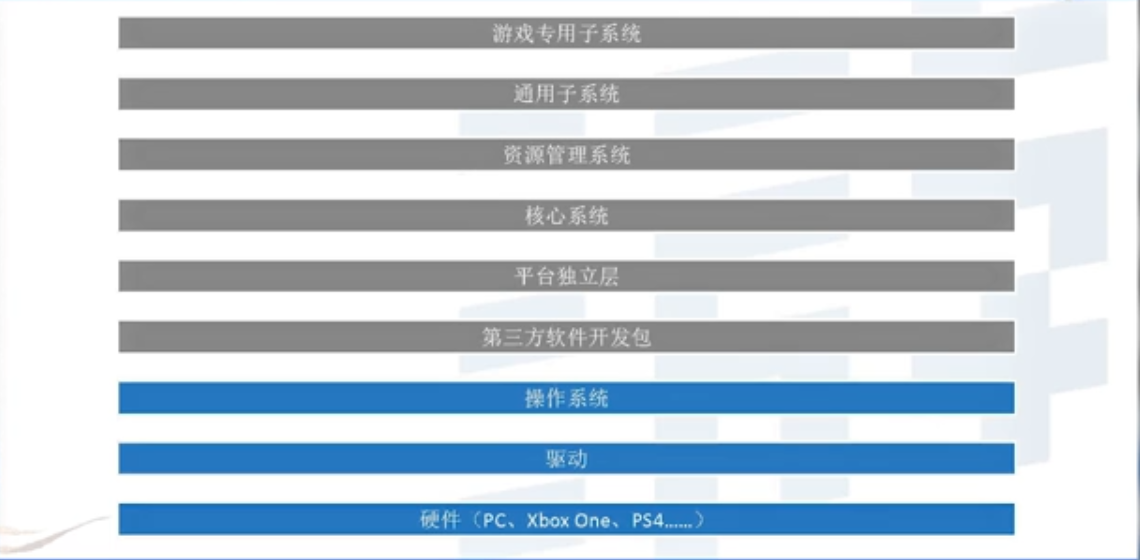 游戏专用子系统
通用子系统
资源管理系统
核心系统
平台独立层
第三方软件开发包
操作系统
驱动
硬件（PC、Xbox One、PS4……）